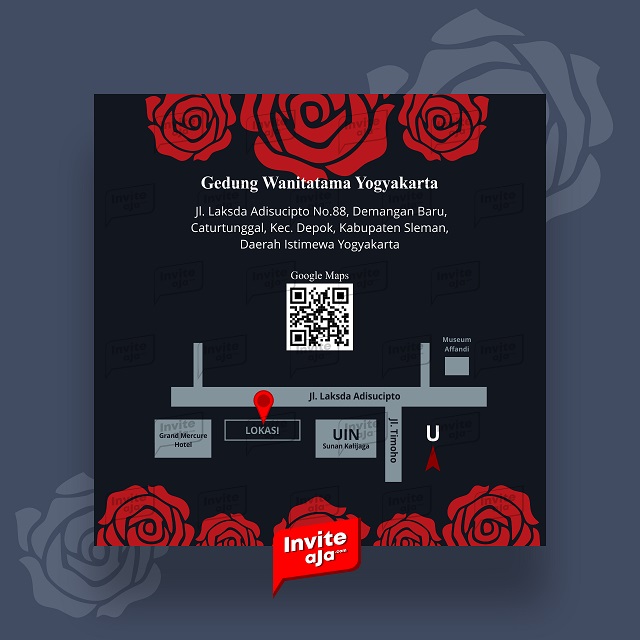 Gedung Wanitatama Yogyakarta
Jl. Laksda Adisucipto No.88, Demangan Baru,
Caturtunggal, Kec. Depok, Kabupaten Sleman,
Daerah Istimewa Yogyakarta
Google Maps
Museum
Affandi
Jl. Laksda Adisucipto
Grand Mercure
Hotel
LOKASI
UIN
Sunan Kalijaga
Jl. Timoho
U
Invite
aja.com